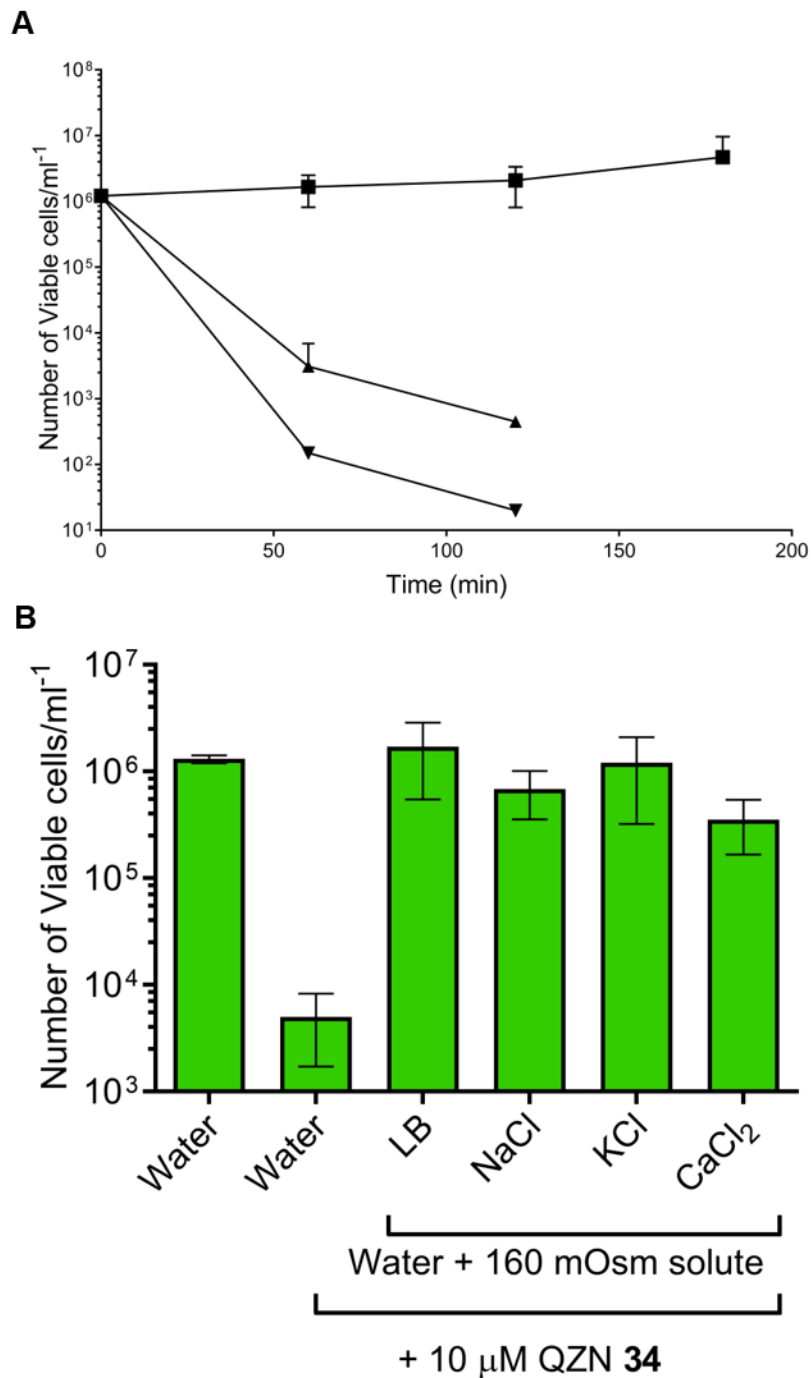 A
10⁸
10⁷
10⁶
10⁵
10⁴
10³
10²
10¹
Number of Viable cells/ml⁻¹
0 50 100 150 200
Time (min)
B
10⁷
10⁶
10⁵
10⁴
10³
Number of Viable cells/ml⁻¹
Water Water LB NaCl KCl CaCl₂
Water + 160 mOsm solute
+ 10 μM QZN 34